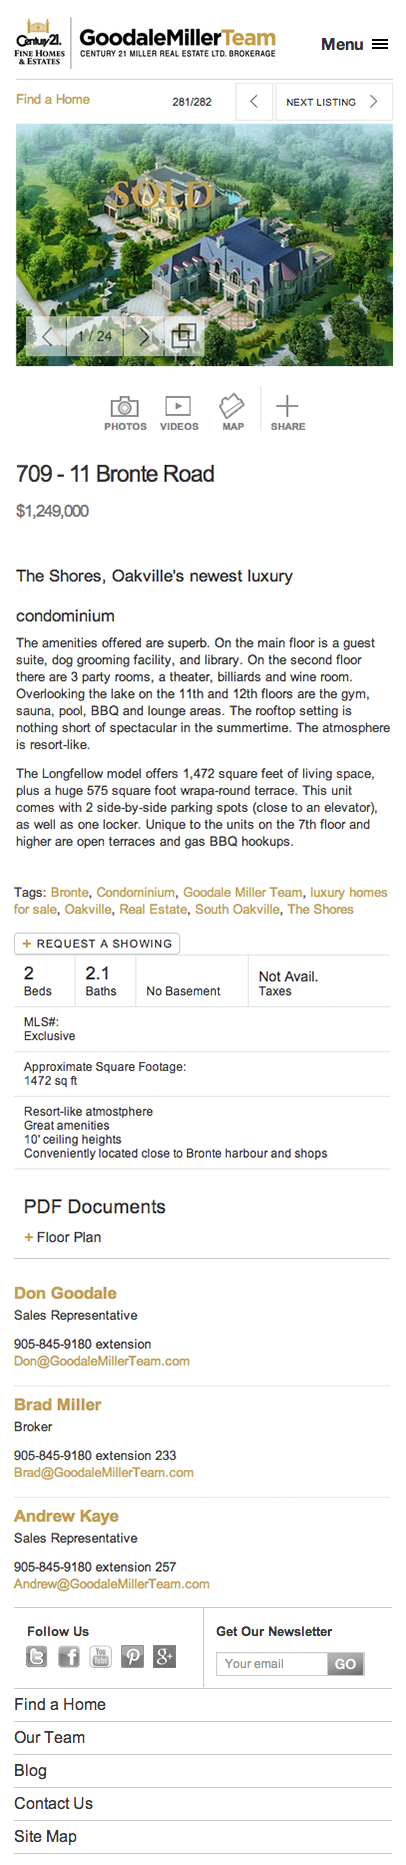 Century 21.
FINE HOMES
& ESTATES
GoodaleMillerTeam
CENTURY 21 MILLER REAL ESTATE LTD. BROKERAGE
Menu
Find a Home
281/282
NEXT LISTING
SOLD
1 / 24
PHOTOS
VIDEOS
MAP
SHARE
709 - 11 Bronte Road
$1,249,000
The Shores, Oakville's newest luxury
condominium
The amenities offered are superb. On the main floor is a guest
suite, dog grooming facility, and library. On the second floor
there are 3 party rooms, a theater, billiards and wine room.
Overlooking the lake on the 11th and 12th floors are the gym,
sauna, pool, BBQ and lounge areas. The rooftop setting is
nothing short of spectacular in the summertime. The atmosphere
is resort-like.
The Longfellow model offers 1,472 square feet of living space,
plus a huge 575 square foot wrapa-round terrace. This unit
comes with 2 side-by-side parking spots (close to an elevator),
as well as one locker. Unique to the units on the 7th floor and
higher are open terraces and gas BBQ hookups.
Tags: Bronte, Condominium, Goodale Miller Team, luxury homes
for sale, Oakville, Real Estate, South Oakville, The Shores
+ REQUEST A SHOWING
2
Beds
2.1
Baths
No Basement
Not Avail.
Taxes
MLS#:
Exclusive
Approximate Square Footage:
1472 sq ft
Resort-like atmostphere
Great amenities
10' ceiling heights
Conveniently located close to Bronte harbour and shops
PDF Documents
+ Floor Plan
Don Goodale
Sales Representative
905-845-9180 extension
Don@GoodaleMillerTeam.com
Brad Miller
Broker
905-845-9180 extension 233
Brad@GoodaleMillerTeam.com
Andrew Kaye
Sales Representative
905-845-9180 extension 257
Andrew@GoodaleMillerTeam.com
Follow Us
You Tube
Get Our Newsletter
Your email
GO
Find a Home
Our Team
Blog
Contact Us
Site Map